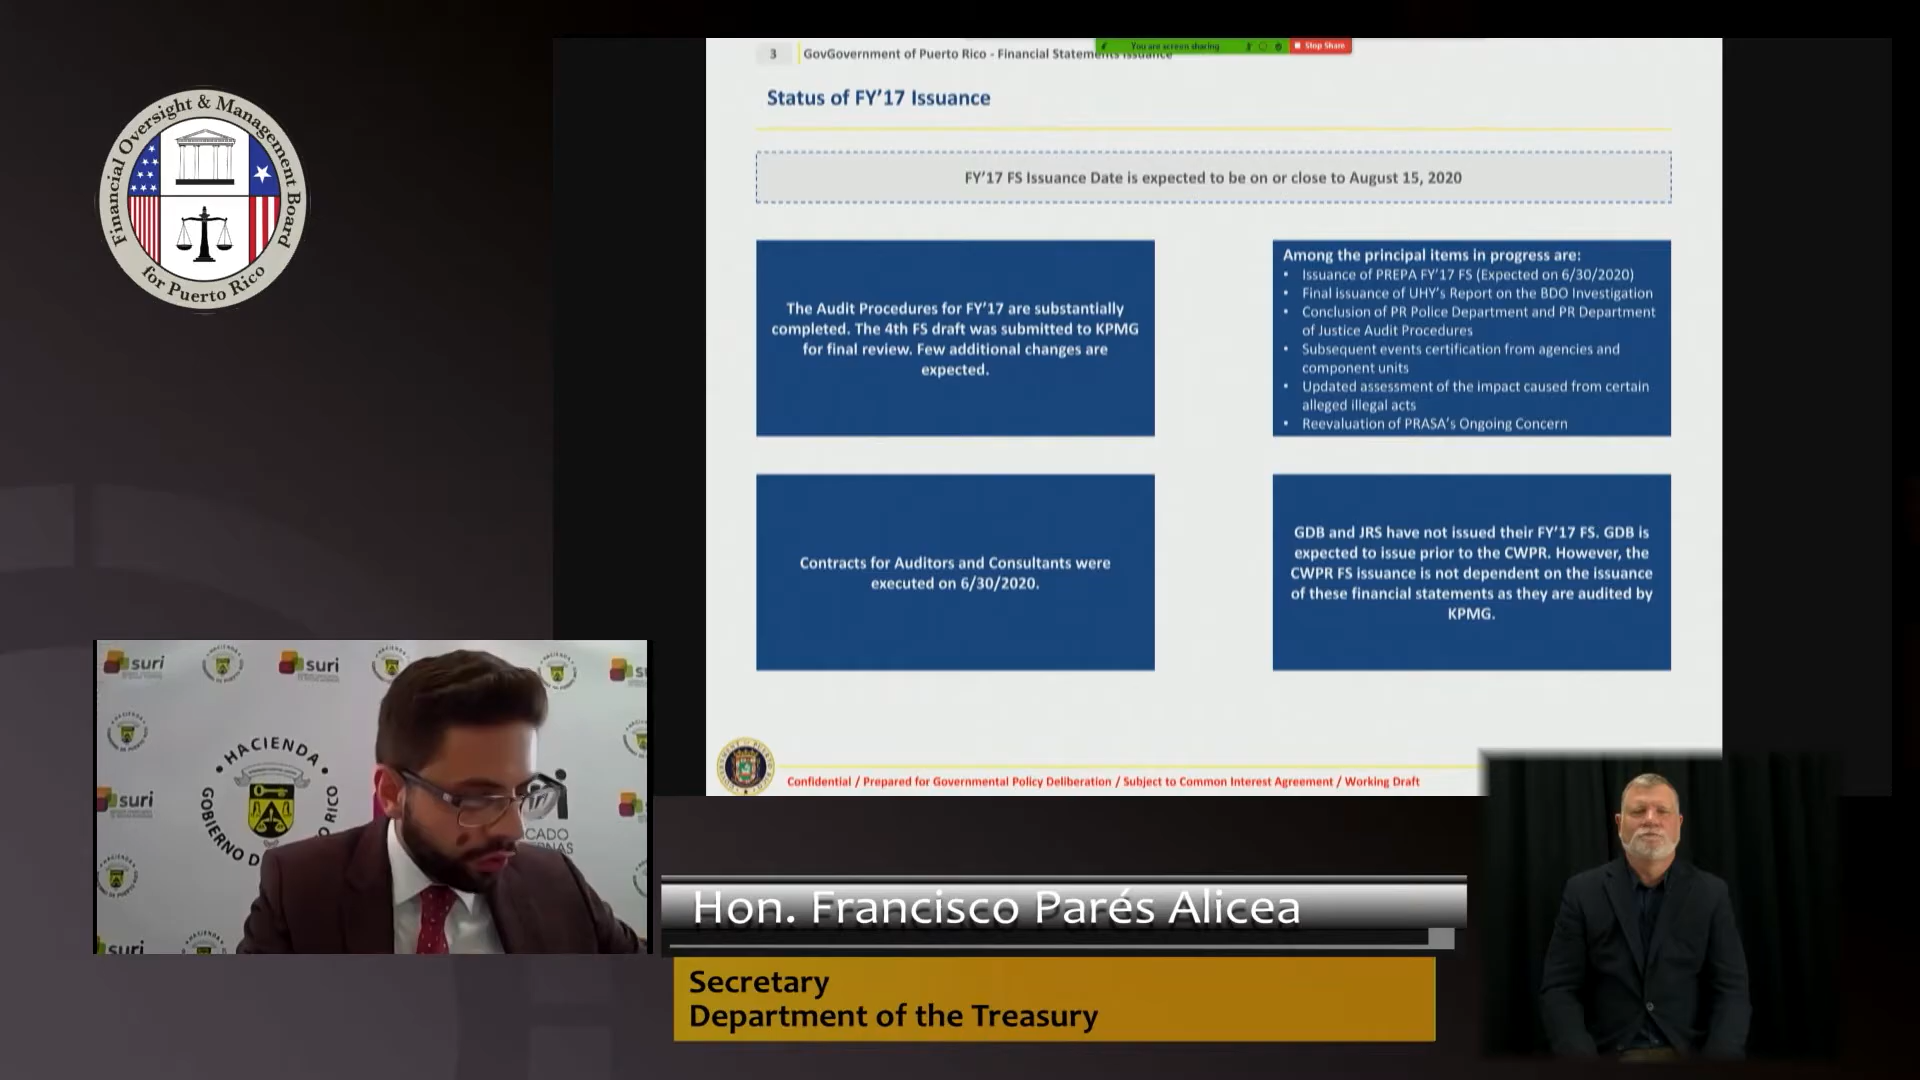 Financial Oversight & Management Board
for Puerto Rico
3
GovGovernment of Puerto Rico - Financial Statements Issuance
You are screen sharing
Stop Share
Status of FY'17 Issuance
FY'17 FS Issuance Date is expected to be on or close to August 15, 2020
The Audit Procedures for FY'17 are substantially
completed. The 4th FS draft was submitted to KPMG
for final review. Few additional changes are
expected.
Among the principal items in progress are:
• Issuance of PREPA FY'17 FS (Expected on 6/30/2020)
• Final issuance of UHY's Report on the BDO Investigation
• Conclusion of PR Police Department and PR Department
of Justice Audit Procedures
• Subsequent events certification from agencies and
component units
• Updated assessment of the impact caused from certain
alleged illegal acts
• Reevaluation of PRASA's Ongoing Concern
Contracts for Auditors and Consultants were
executed on 6/30/2020.
GDB and JRS have not issued their FY'17 FS. GDB is
expected to issue prior to the CWPR. However, the
CWPR FS issuance is not dependent on the issuance
of these financial statements as they are audited by
KPMG.
Confidential / Prepared for Governmental Policy Deliberation / Subject to Common Interest Agreement / Working Draft
suri
suri
suri
suri
HACIENDA
GOBIERNO D
O RICO
Hon. Francisco Parés Alicea
Secretary
Department of the Treasury